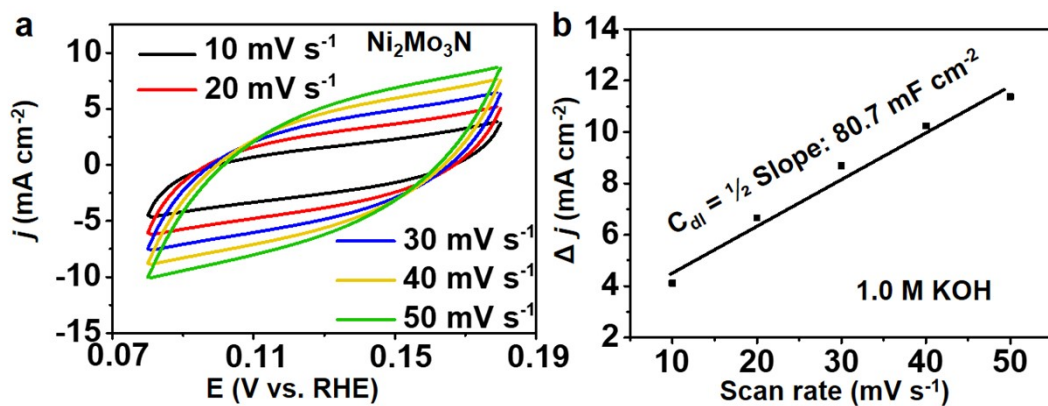 a
10 mV s⁻¹
20 mV s⁻¹
Ni₂Mo₃N
30 mV s⁻¹
40 mV s⁻¹
50 mV s⁻¹
10
5
0
-5
-10
-15
j (mA cm⁻²)
0.07 0.11 0.15 0.19
E (V vs. RHE)
b
14
12
10
8
6
4
2
Δ j (mA cm⁻²)
C_dl = ½ Slope: 80.7 mF cm⁻²
1.0 M KOH
10 20 30 40 50
Scan rate (mV s⁻¹)